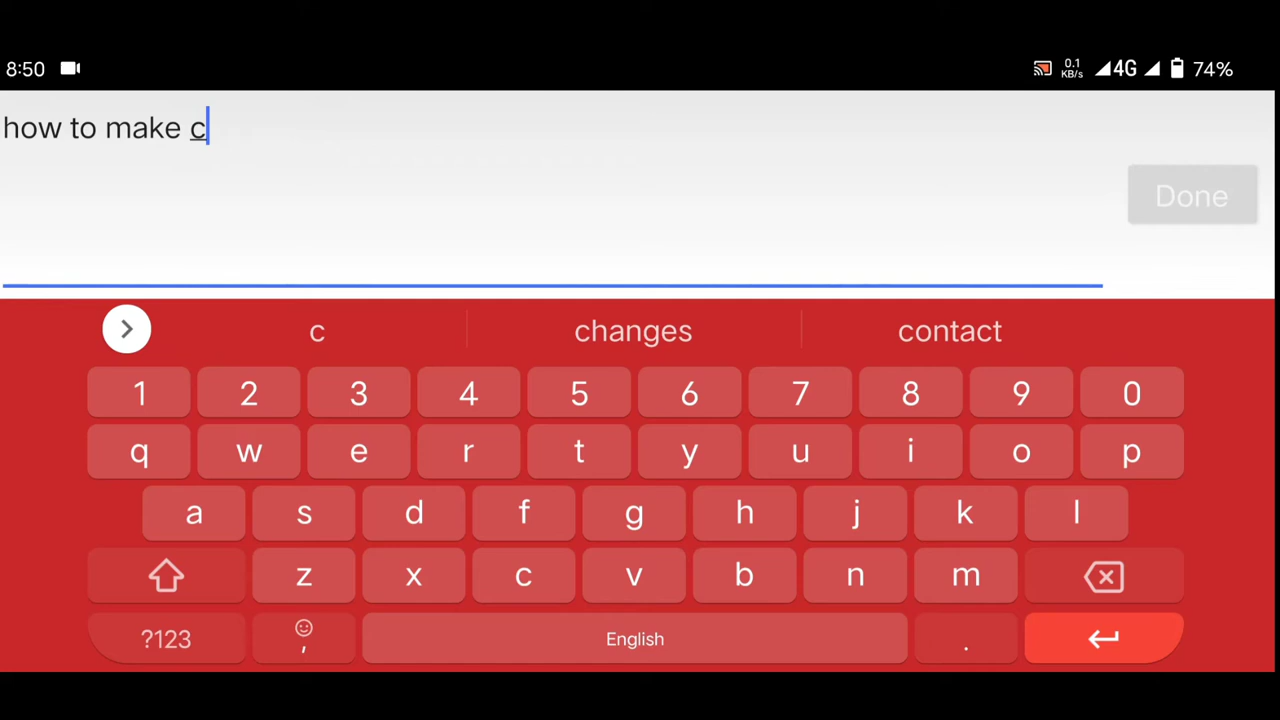 8:50 0.1 KB/s 4G 74%
how to make c
Done
c changes contact
1 2 3 4 5 6 7 8 9 0
q w e r t y u i o p
a s d f g h j k l
z x c v b n m
?123 , English .